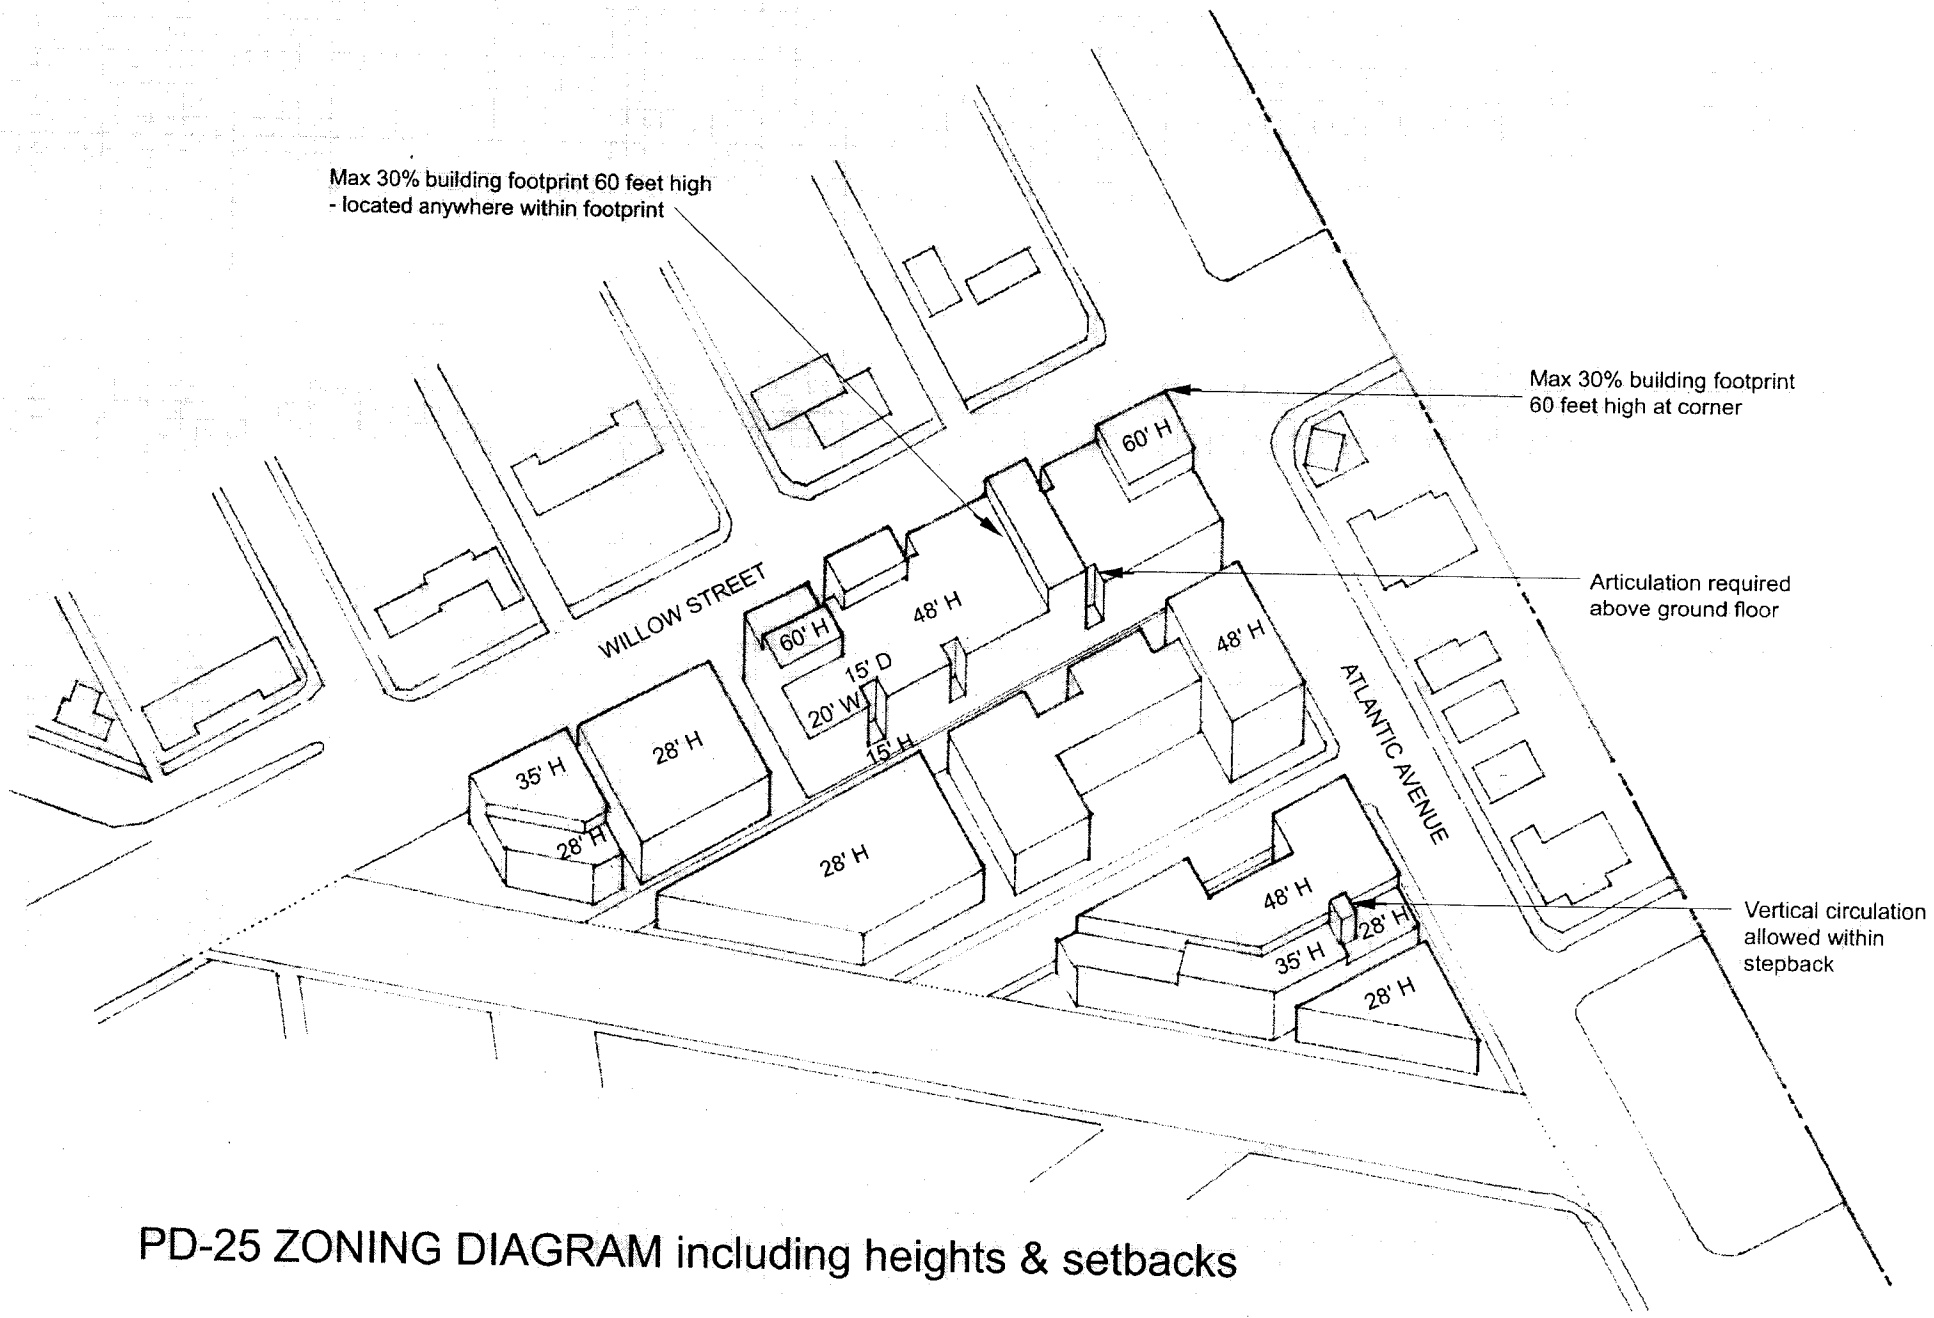 Max 30% building footprint 60 feet high
- located anywhere within footprint
Max 30% building footprint
60 feet high at corner
60' H
Articulation required
above ground floor
WILLOW STREET
48' H
60' H
48' H
15' D
20' W
15' H
ATLANTIC AVENUE
35' H
28' H
28' H
28' H
48' H
28' H
35' H
28' H
Vertical circulation
allowed within
stepback
PD-25 ZONING DIAGRAM including heights & setbacks